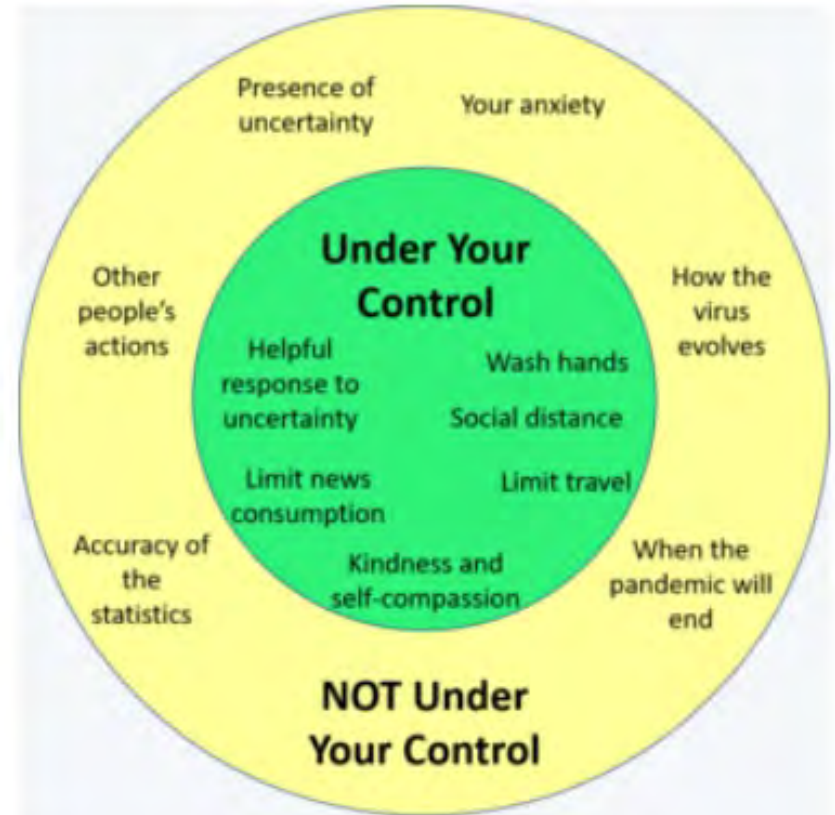 Presence of
uncertainty
Your anxiety
Other
people's
actions
How the
virus
evolves
Under Your
Control
Helpful
response to
uncertainty
Wash hands
Social distance
Limit news
consumption
Limit travel
Kindness and
self-compassion
Accuracy of
the
statistics
When the
pandemic will
end
NOT Under
Your Control